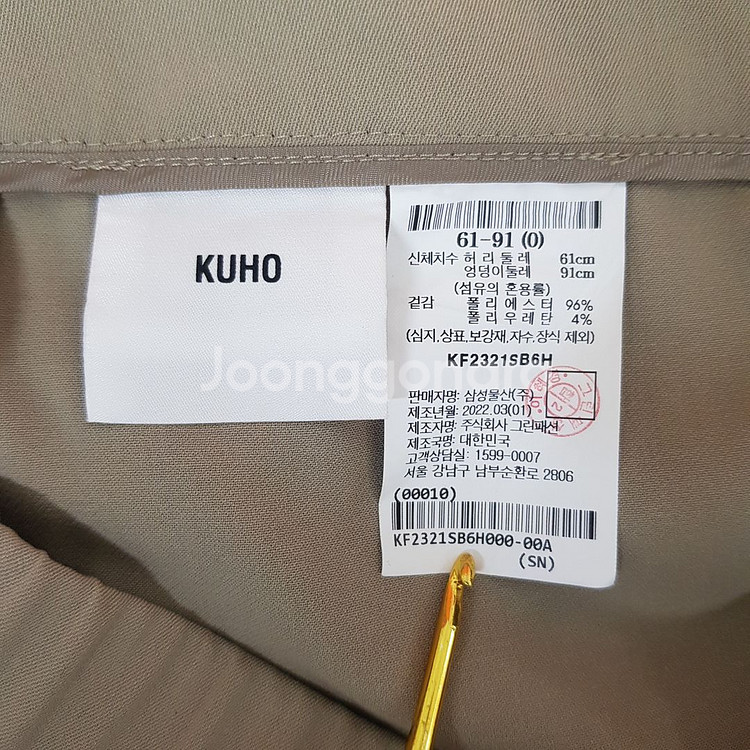 KUHO
61-91 (0)
신체치수 허 리 둘 레 61cm
엉덩이둘레 91cm
(섬유의 혼용률)
겉감 폴 리 에 스 터 96%
폴 리 우 레 탄 4%
(심지,상표,보강재,자수,장식 제외)
KF2321SB6H
Joonggonara
판매자명: 삼성물산(주)
제조년월: 2022.03(01)
제조자명: 주식회사 그린패션
제조국명: 대한민국
고객상담실: 1599-0007
서울 강남구 남부순환로 2806
(00010)
KF2321SB6H000-00A
(SN)